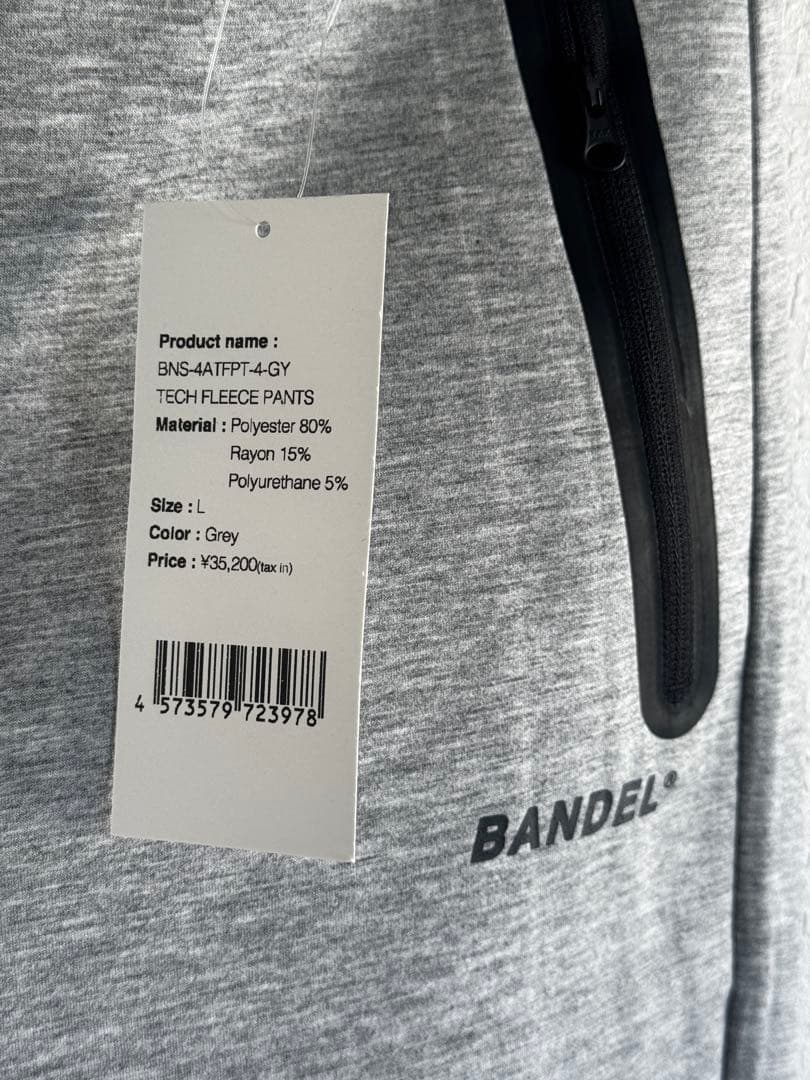 Product name :
BNS-4ATFPT-4-GY
TECH FLEECE PANTS
Material : Polyester 80%
Rayon 15%
Polyurethane 5%
Size : L
Color : Grey
Price : ¥35,200(tax in)
4 573579 723978
BANDEL®